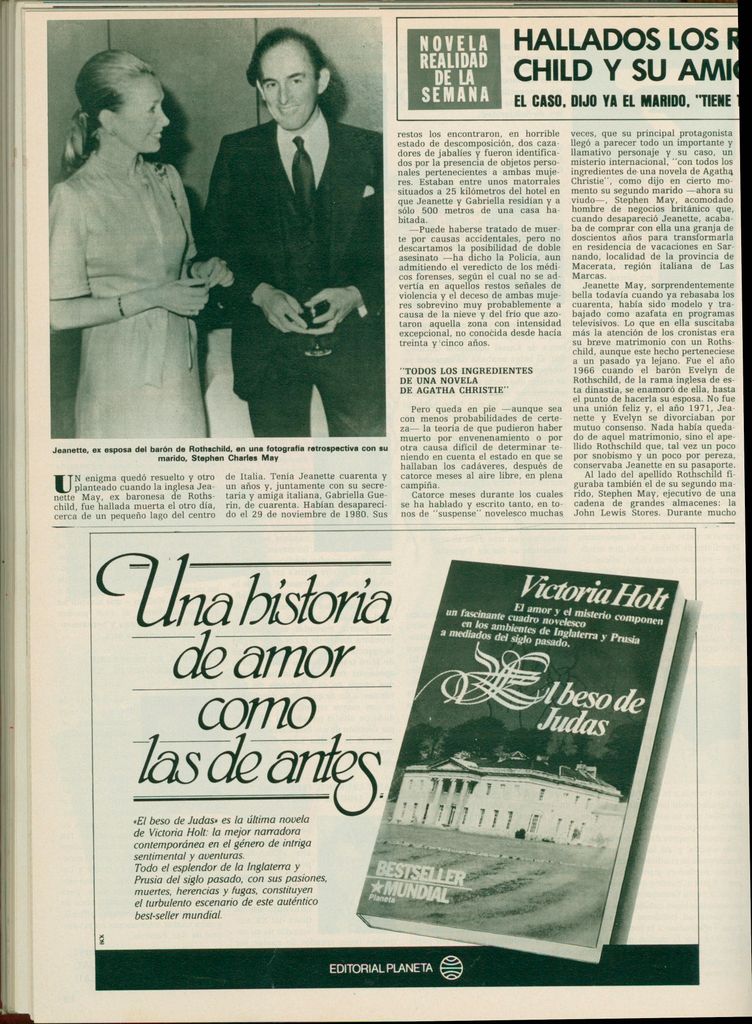 NOVELA
REALIDAD
DE LA
SEMANA
HALLADOS LOS R
CHILD Y SU AMI
EL CASO, DIJO YA EL MARIDO, "TIENE
Jeanette, ex esposa del barón de Rothschild, en una fotografía retrospectiva con su
marido, Stephen Charles May
UN enigma quedó resuelto y otro
planteado cuando la inglesa Jea-
nette May, ex baronesa de Roths-
child, fue hallada muerta el otro día,
cerca de un pequeño lago del centro
de Italia. Tenía Jeanette cuarenta y
un años y, juntamente con su secre-
taria y amiga italiana, Gabriella Gue-
rin, de cuarenta. Habían desapareci-
do el 29 de noviembre de 1980. Sus
restos los encontraron, en horrible
estado de descomposición, dos caza-
dores de jabalíes y fueron identifica-
dos por la presencia de objetos perso-
nales pertenecientes a ambas muje-
res. Estaban entre unos matorrales
situados a 25 kilómetros del hotel en
que Jeanette y Gabriella residían y a
sólo 500 metros de una casa ha-
bitada.
—Puede haberse tratado de muer-
te por causas accidentales, pero no
descartamos la posibilidad de doble
asesinato —ha dicho la Policía, aun
admitiendo el veredicto de los médi-
cos forenses, según el cual no se ad-
vertía en aquellos restos señales de
violencia y el deceso de ambas muje-
res sobrevino muy probablemente a
causa de la nieve y del frío que azo-
taron aquella zona con intensidad
excepcional, no conocida desde hacía
treinta y cinco años.
"TODOS LOS INGREDIENTES
DE UNA NOVELA
DE AGATHA CHRISTIE"
Pero queda en pie —aunque sea
con menos probabilidades de certe-
za— la teoría de que pudieron haber
muerto por envenenamiento o por
otra causa difícil de determinar te-
niendo en cuenta el estado en que se
hallaban los cadáveres, después de
catorce meses al aire libre, en plena
campiña.
Catorce meses durante los cuales
se ha hablado y escrito tanto, en to-
nos de "suspense" novelesco muchas
veces, que su principal protagonista
llegó a parecer todo un importante y
llamativo personaje y su caso, un
misterio internacional, "con todos los
ingredientes de una novela de Agatha
Christie", como dijo en cierto mo-
mento su segundo marido —ahora su
viudo—, Stephen May, acomodado
hombre de negocios británico que,
cuando desapareció Jeanette, acaba-
ba de comprar con ella una granja de
doscientos años para transformarla
en residencia de vacaciones en Sar-
nando, localidad de la provincia de
Macerata, región italiana de Las
Marcas.
Jeanette May, sorprendentemente
bella todavía cuando ya rebasaba los
cuarenta, había sido modelo y tra-
bajado como azafata en programas
televisivos. Lo que en ella suscitaba
más la atención de los cronistas era
su breve matrimonio con un Roths-
child, aunque este hecho perteneciese
a un pasado ya lejano. Fue el año
1966 cuando el barón Evelyn de
Rothschild, de la rama inglesa de es-
ta dinastía, se enamoró de ella, hasta
el punto de hacerla su esposa. No fue
una unión feliz y, el año 1971, Jea-
nette y Evelyn se divorciaban por
mutuo consenso. Nada había queda-
do de aquel matrimonio, sino el ape-
llido Rothschild que, tal vez un poco
por snobismo y un poco por pereza,
conservaba Jeanette en su pasaporte.
Al lado del apellido Rothschild fi-
guraba también el de su segundo ma-
rido, Stephen May, ejecutivo de una
cadena de grandes almacenes: la
John Lewis Stores. Durante mucho
Una historia
de amor
como
las de antes.
«El beso de Judas» es la última novela
de Victoria Holt: la mejor narradora
contemporánea en el género de intriga
sentimental y aventuras.
Todo el esplendor de la Inglaterra y
Prusia del siglo pasado, con sus pasiones,
muertes, herencias y fugas, constituyen
el turbulento escenario de este auténtico
best-seller mundial.
Victoria Holt
El amor y el misterio componen
un fascinante cuadro novelesco
en los ambientes de Inglaterra y Prusia
a mediados del siglo pasado.
El beso de
Judas
BESTSELLER
MUNDIAL
Planeta
EDITORIAL PLANETA